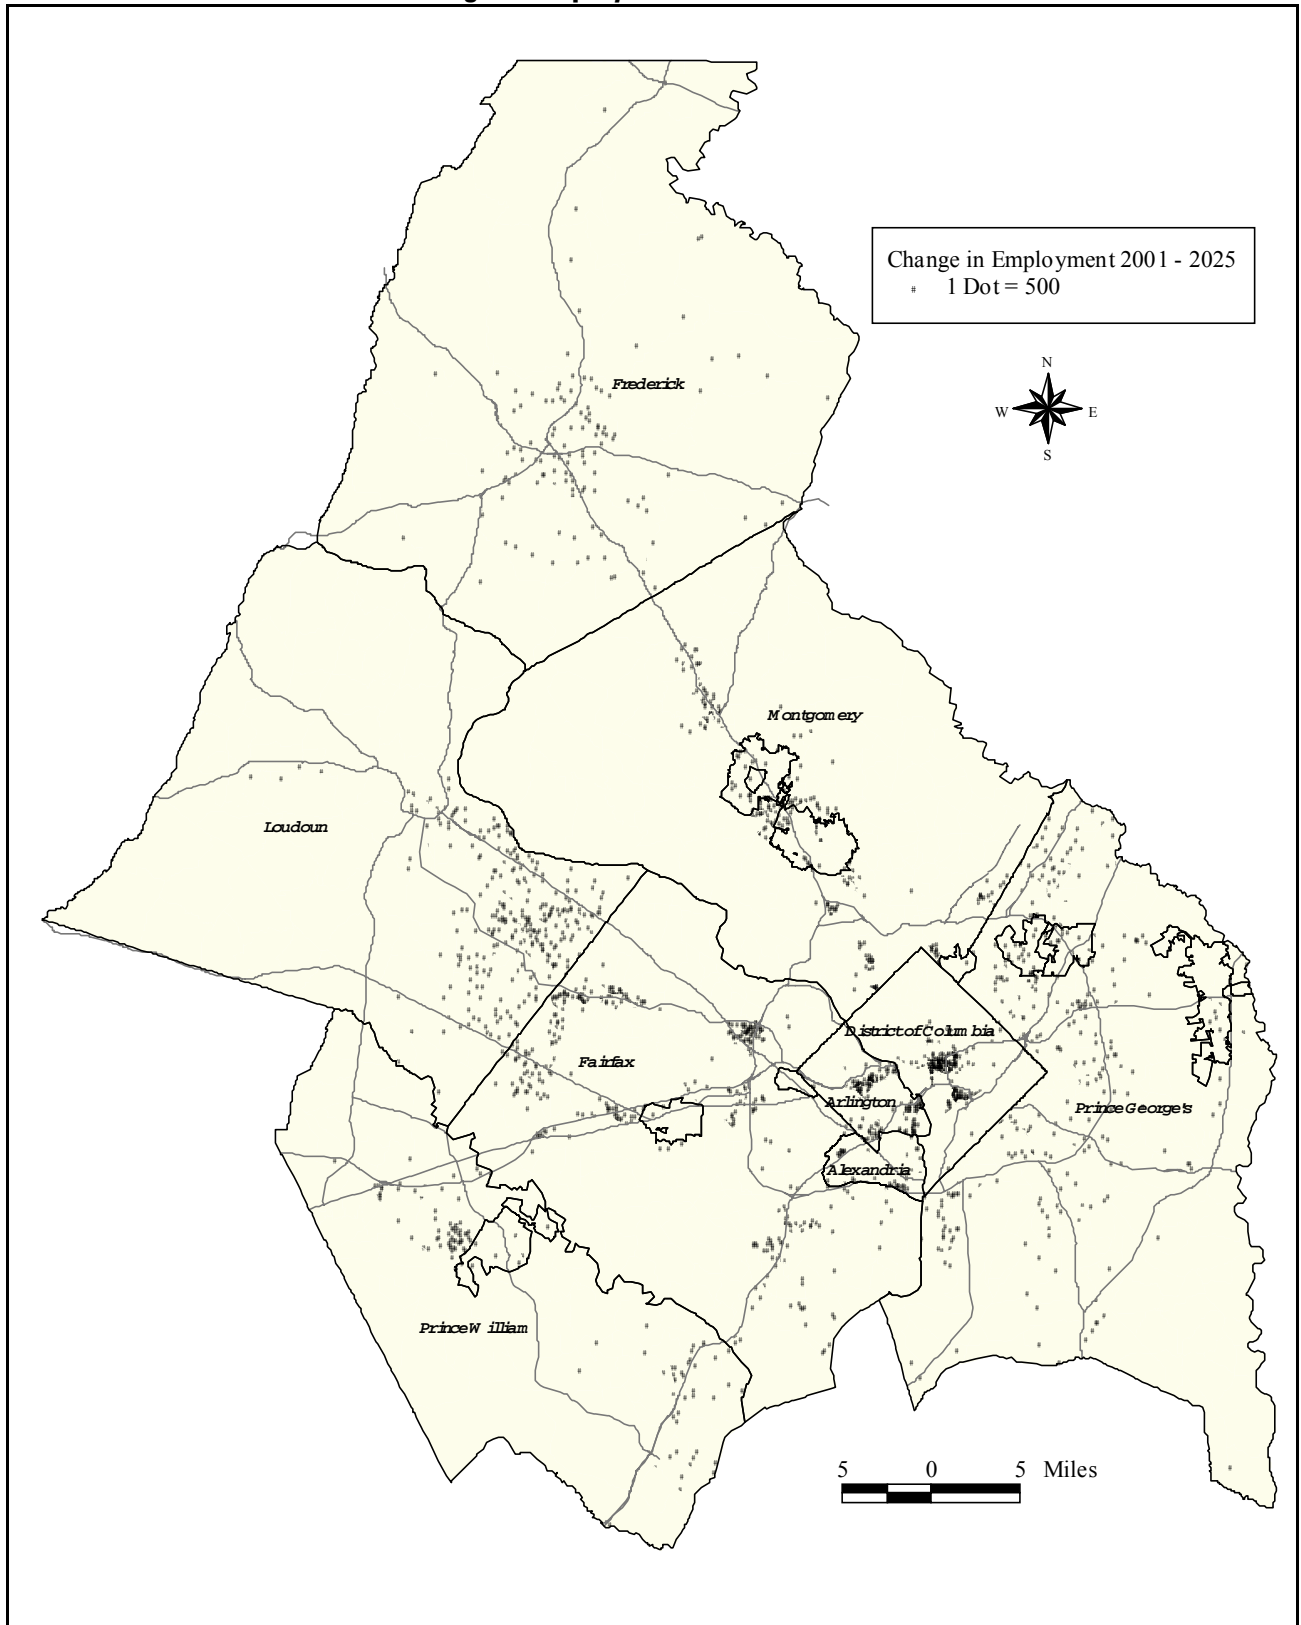 Change in Employment 2001 - 2025
1 Dot = 500
N
W E
S
Frederick
Montgomery
Loudoun
District of Columbia
Fairfax
Arlington
Prince George's
Alexandria
Prince William
5 0 5 Miles